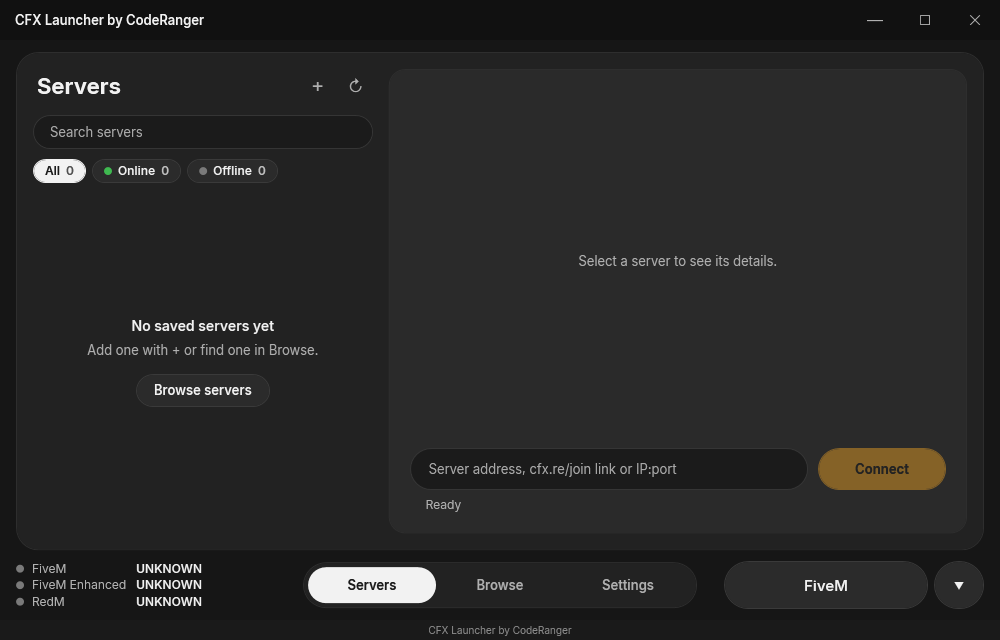 CFX Launcher by CodeRanger
Servers
Search servers
All 0
Online 0
Offline 0
No saved servers yet
Add one with + or find one in Browse.
Browse servers
Select a server to see its details.
Server address, cfx.re/join link or IP:port
Connect
Ready
FiveM UNKNOWN
FiveM Enhanced UNKNOWN
RedM UNKNOWN
Servers
Browse
Settings
FiveM
CFX Launcher by CodeRanger